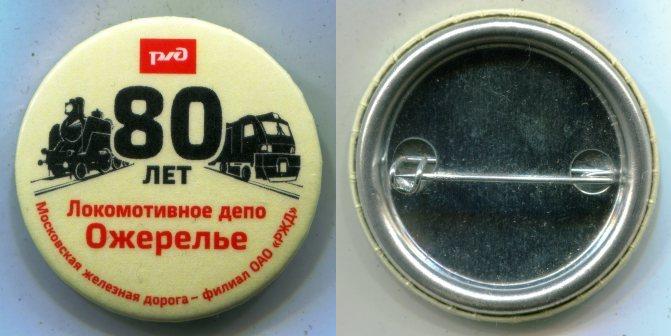 РЖД
80
ЛЕТ
Локомотивное депо
Ожерелье
Московская железная дорога – филиал ОАО «РЖД»